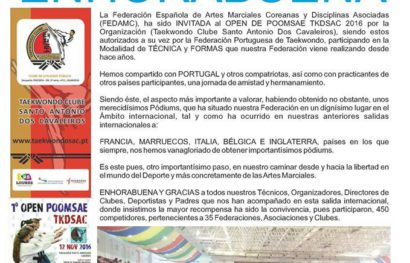 ENHORABUENA
La Federación Española de Artes Marciales Coreanas y Disciplinas Asociadas
(FEDAMC), ha sido INVITADA al OPEN DE POOMSAE TKDSAC 2016 por la
Organización (Taekwondo Clube Santo Antonio Dos Cavaleiros), siendo estos
autorizados a su vez por la Federación Portuguesa de Taekwondo, participando en la
Modalidad de TÉCNICA y FORMAS que nuestra Federación viene realizando desde
hace años.
Hemos compartido con PORTUGAL y otros compatriotas, así como con practicantes de
otros países participantes, una jornada de amistad y hermanamiento.
Siendo éste, el aspecto más importante a valorar, habiendo obtenido no obstante, unos
merecidísimos Pódiums, que ha situado nuestra Federación en un dignísimo lugar en el
Ámbito internacional, tal y como ha ocurrido en nuestras anteriores salidas
internacionales a:
FRANCIA, MARRUECOS, ITALIA, BÉLGICA E INGLATERRA, países en los que
siempre, nos hemos vanagloriado de obtener importantísimos pódiums.
Es este pues, otro importantísimo paso, en nuestro caminar desde y hacia la libertad en
el mundo del Deporte y más concretamente de las Artes Marciales.
ENHORABUENA Y GRACIAS a todos nuestros Técnicos, Organizadores, Directores de
Clubes, Deportistas y Padres que nos han acompañado en esta salida internacional,
donde insistimos la mayor recompensa ha sido la convivencia, pues participaron, 450
competidores, pertenecientes a 35 Federaciones, Asociaciones y Clubes.
TAEKWONDO CLUBE
SANTO ANTÓNIO
DOS CAVALEIROS
www.taekwondosac.pt
LOURES
1º OPEN POOMSAE
TKDSAC
12 NOV 2016